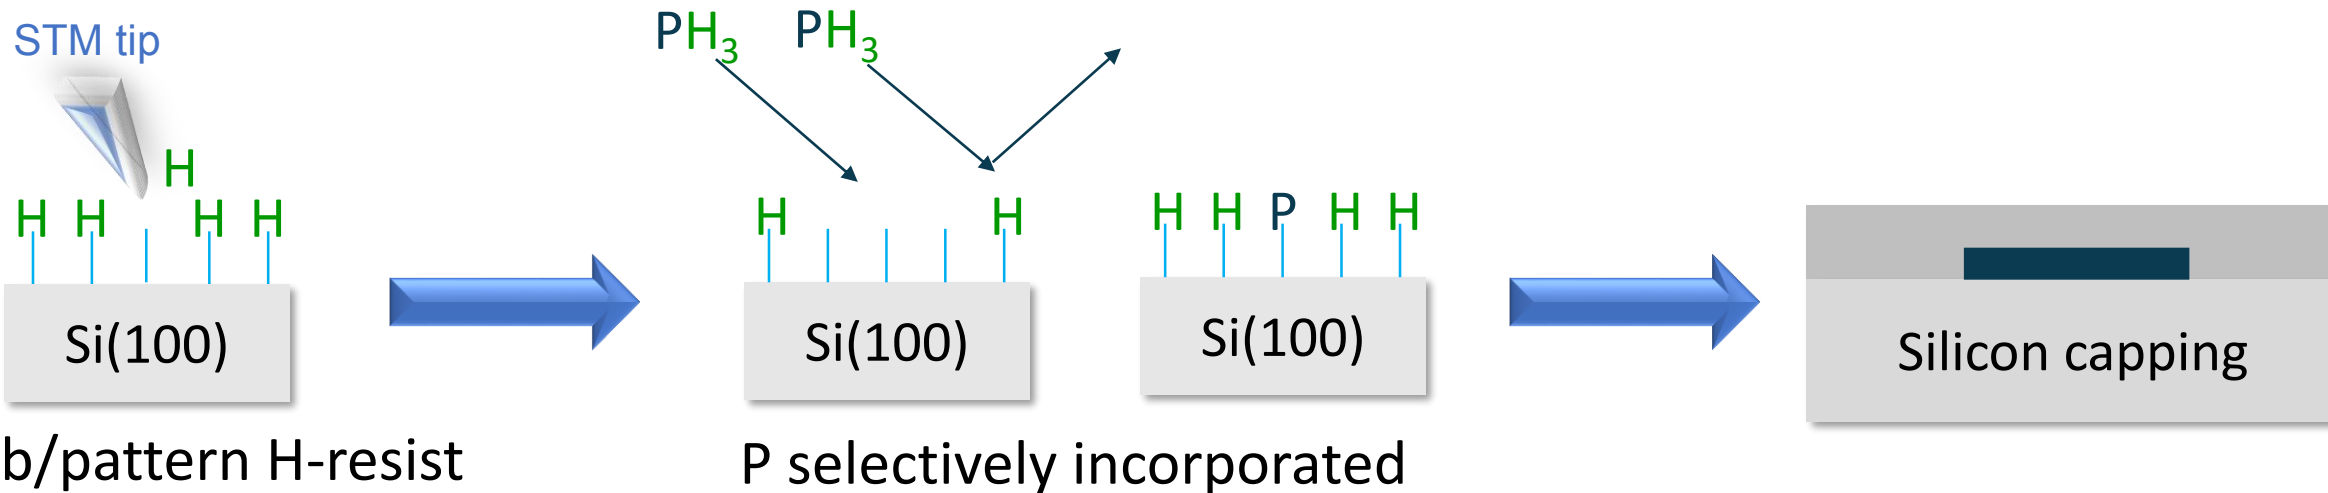 STM tip
H
H H H H
Si(100)
b/pattern H-resist
PH₃ PH₃
H H
Si(100)
H H P H H
Si(100)
P selectively incorporated
Silicon capping